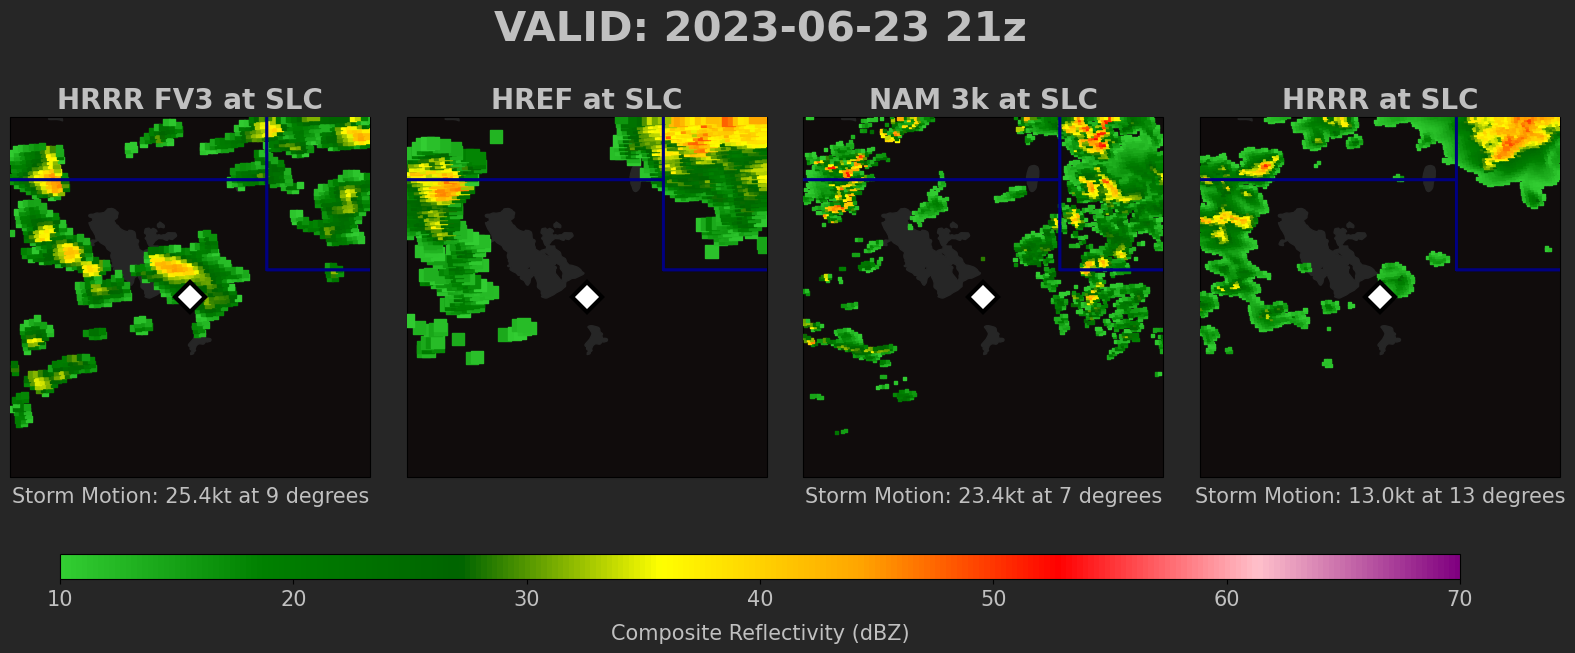 VALID: 2023-06-23 21z
HRRR FV3 at SLC
HREF at SLC
NAM 3k at SLC
HRRR at SLC
Storm Motion: 25.4kt at 9 degrees
Storm Motion: 23.4kt at 7 degrees
Storm Motion: 13.0kt at 13 degrees
10 20 30 40 50 60 70
Composite Reflectivity (dBZ)